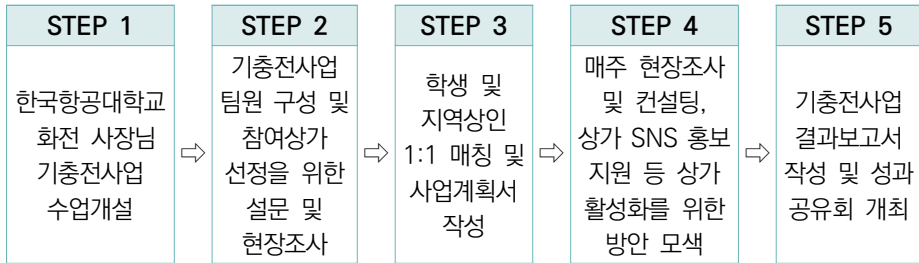 STEP 1
한국항공대학교
화전 사장님
기충전사업
수업개설
⇨
STEP 2
기충전사업
팀원 구성 및
참여상가
선정을 위한
설문 및
현장조사
⇨
STEP 3
학생 및
지역상인
1:1 매칭 및
사업계획서
작성
⇨
STEP 4
매주 현장조사
및 컨설팅,
상가 SNS 홍보
지원 등 상가
활성화를 위한
방안 모색
⇨
STEP 5
기충전사업
결과보고서
작성 및 성과
공유회 개최